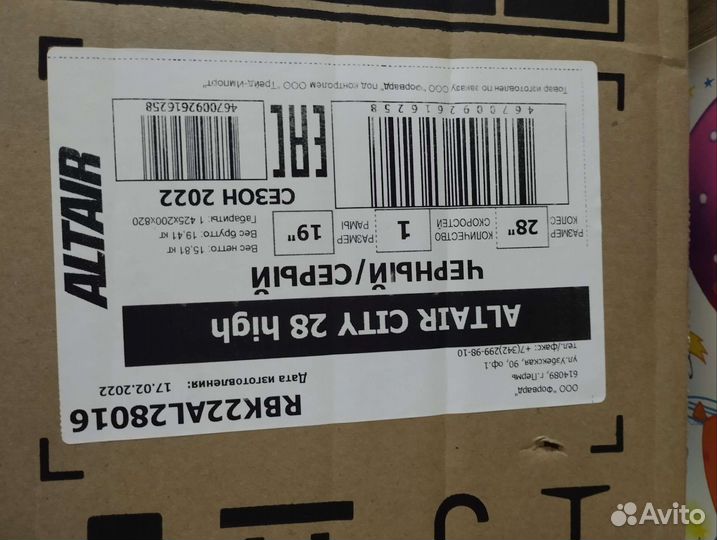 ООО "Форвард"
614089, г.Пермь
ул.Узбекская, 90, оф.1
тел./факс: +7(342)299-98-10
RBK22AL28016
Дата изготовления: 17.02.2022
ALTAIR CITY 28 high
ЧЕРНЫЙ/СЕРЫЙ
РАЗМЕР КОЛЕС
28"
КОЛИЧЕСТВО СКОРОСТЕЙ
1
РАЗМЕР РАМЫ
19"
Вес нетто: 15.81 кг
Вес брутто: 19.41 кг
Габариты: 1 425x200x820
4670092616258
СЕЗОН 2022
4670092616258
EAC
Товар изготовлен по заказу ООО "Форвард" под контролем ООО "Трейд-Импорт"
ALTAIR
Avito